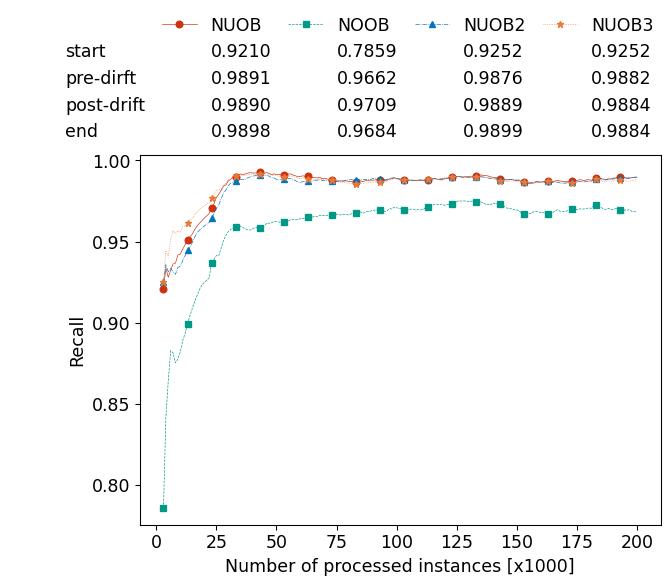 NUOB NOOB NUOB2 NUOB3
start 0.9210 0.7859 0.9252 0.9252
pre-dirft 0.9891 0.9662 0.9876 0.9882
post-drift 0.9890 0.9709 0.9889 0.9884
end 0.9898 0.9684 0.9899 0.9884
1.00
0.95
0.90
0.85
0.80
Recall
0 25 50 75 100 125 150 175 200
Number of processed instances [x1000]